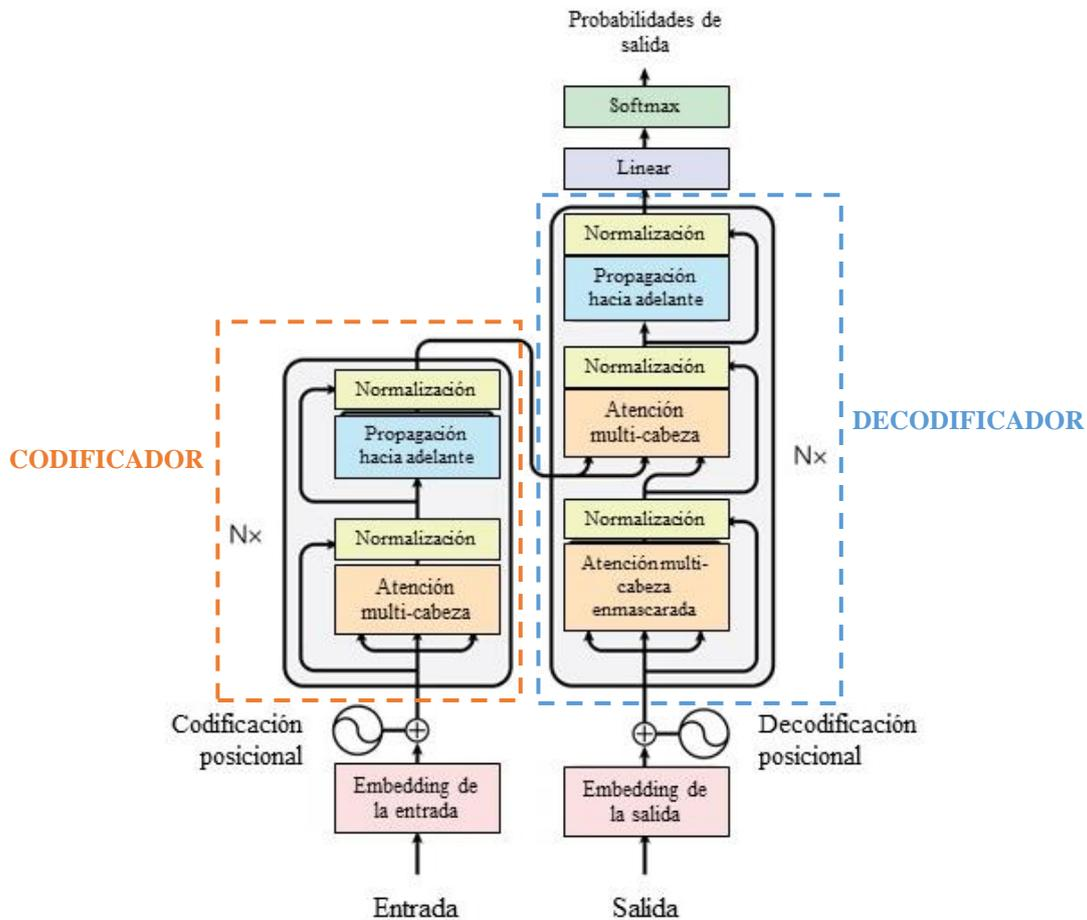 Probabilidades de
salida
Softmax
Linear
Normalización
Propagación
hacia adelante
Normalización
Atención
multi-cabeza
DECODIFICADOR
N×
Normalización
Atención multi-
cabeza
enmascarada
Normalización
Propagación
hacia adelante
CODIFICADOR
N×
Normalización
Atención
multi-cabeza
Codificación
posicional
Decodificación
posicional
Embedding de
la entrada
Embedding de
la salida
Entrada
Salida